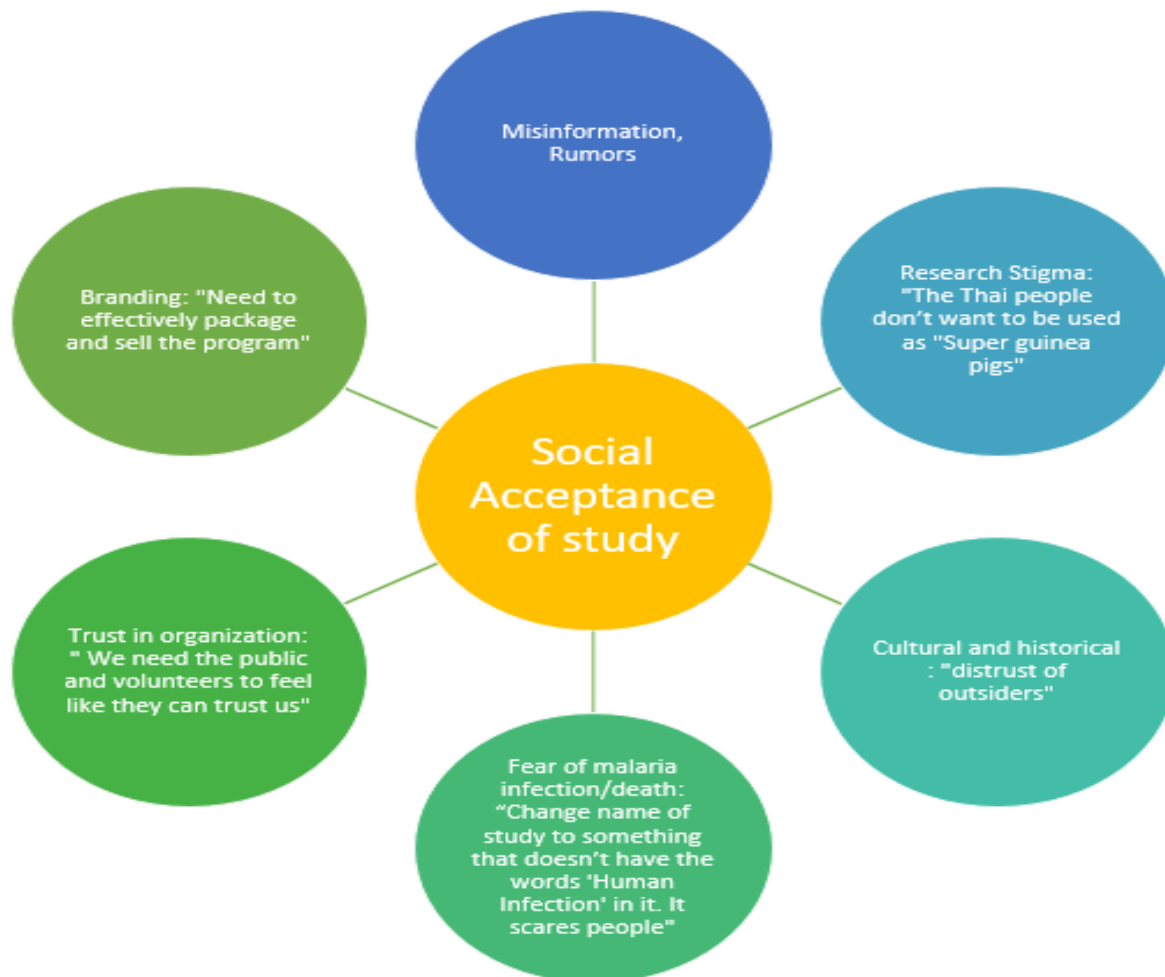 Misinformation,
Rumors
Research Stigma:
"The Thai people
don’t want to be used
as "Super guinea
pigs"
Cultural and historical
: "distrust of
outsiders"
Fear of malaria
infection/death:
“Change name of
study to something
that doesn’t have the
words 'Human
Infection' in it. It
scares people"
Trust in organization:
" We need the public
and volunteers to feel
like they can trust us"
Branding: "Need to
effectively package
and sell the program"
Social
Acceptance
of study